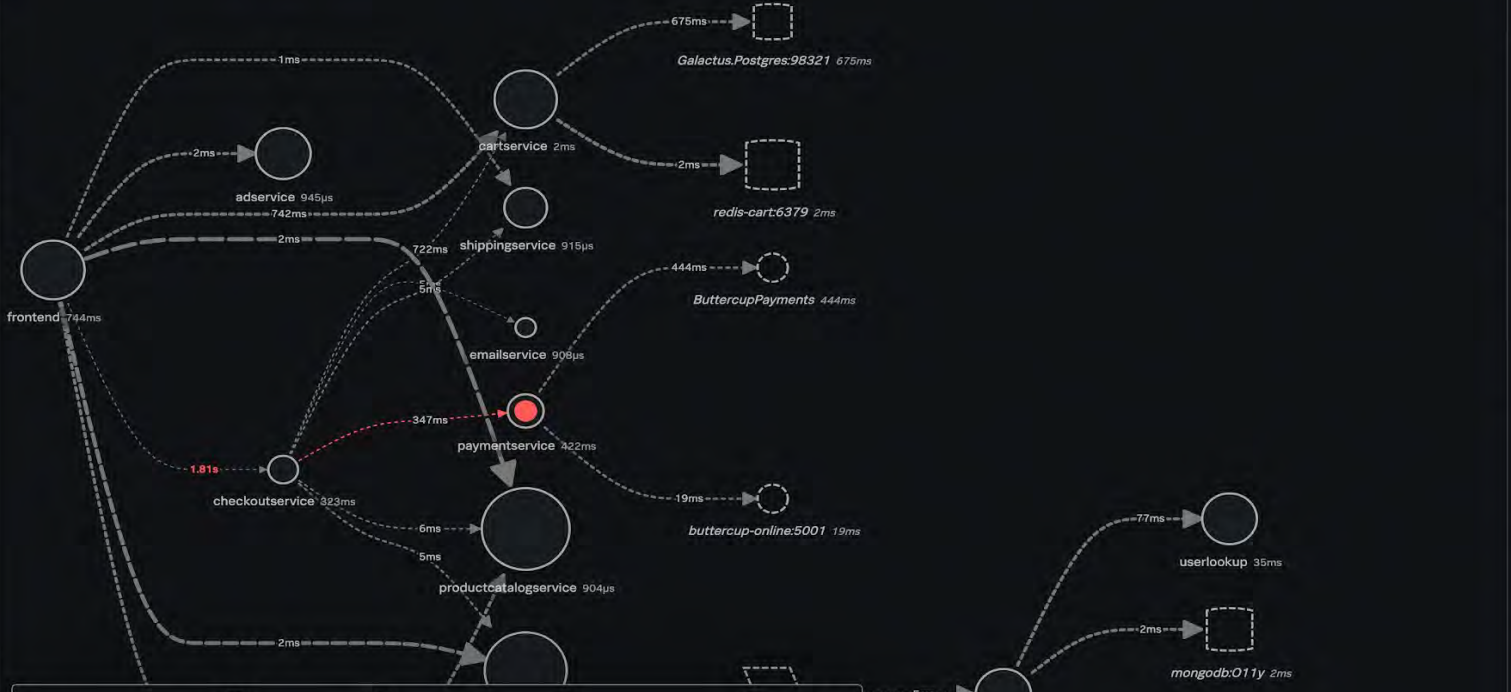 675ms
Galactus.Postgres:98321 675ms
1ms
cartservice 2ms
2ms
adservice 945µs
2ms
redis-cart:6379 2ms
742ms
2ms
722ms
shippingservice 915µs
5ms
444ms
ButtercupPayments 444ms
frontend 744ms
emailservice 908µs
347ms
paymentservice 422ms
1.81s
checkoutservice 323ms
19ms
buttercup-online:5001 19ms
6ms
5ms
productcatalogservice 904µs
77ms
userlookup 35ms
2ms
2ms
mongodb:O11y 2ms